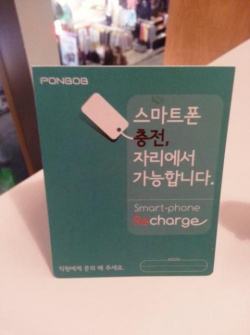 PONBOB
스마트폰
충전,
자리에서
가능합니다.
Smart-phone
Recharge
직원에게 문의 해 주세요.